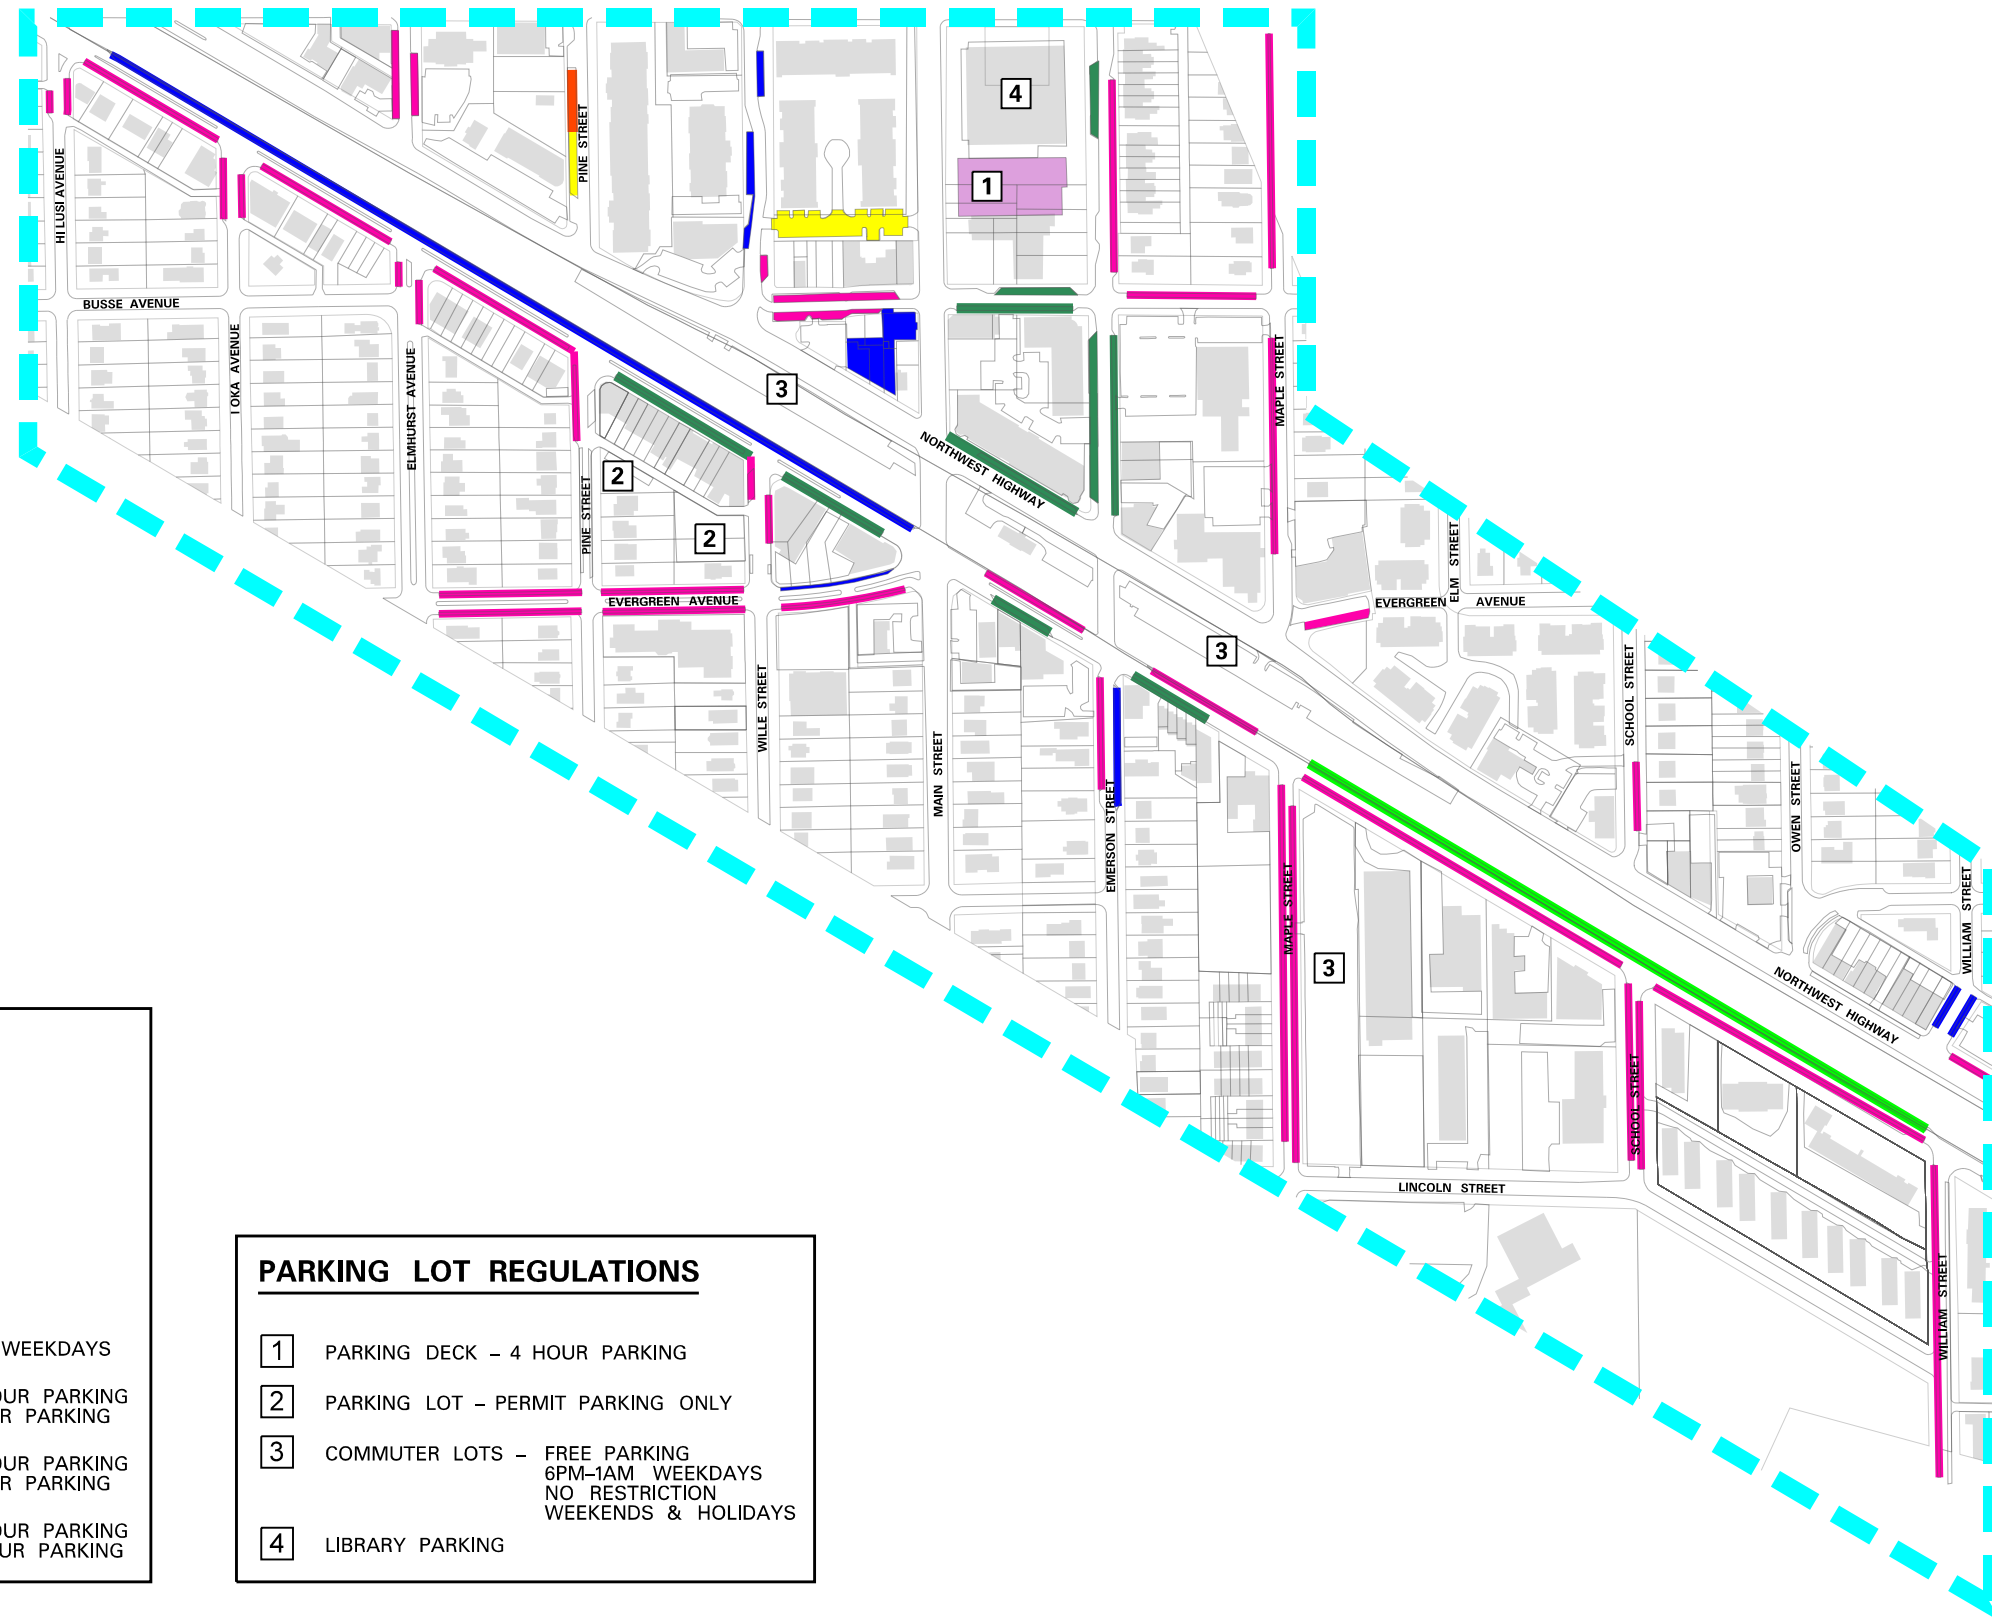 4
PINE STREET
HI LUSI AVENUE
1
BUSSE AVENUE
I OKA AVENUE
ELMHURST AVENUE
3
MAPLE STREET
NORTHWEST HIGHWAY
2
PINE STREET
2
ELM STREET
EVERGREEN AVENUE
EVERGREEN AVENUE
3
WILLE STREET
SCHOOL STREET
MAIN STREET
EMERSON STREET
OWEN STREET
MAPLE STREET
WILLIAM STREET
3
NORTHWEST HIGHWAY
SCHOOL STREET
LINCOLN STREET
WILLIAM STREET
WEEKDAYS
OUR PARKING
R PARKING
OUR PARKING
R PARKING
OUR PARKING
UR PARKING
PARKING LOT REGULATIONS
1 PARKING DECK – 4 HOUR PARKING
2 PARKING LOT – PERMIT PARKING ONLY
3 COMMUTER LOTS – FREE PARKING
6PM–1AM WEEKDAYS
NO RESTRICTION
WEEKENDS & HOLIDAYS
4 LIBRARY PARKING